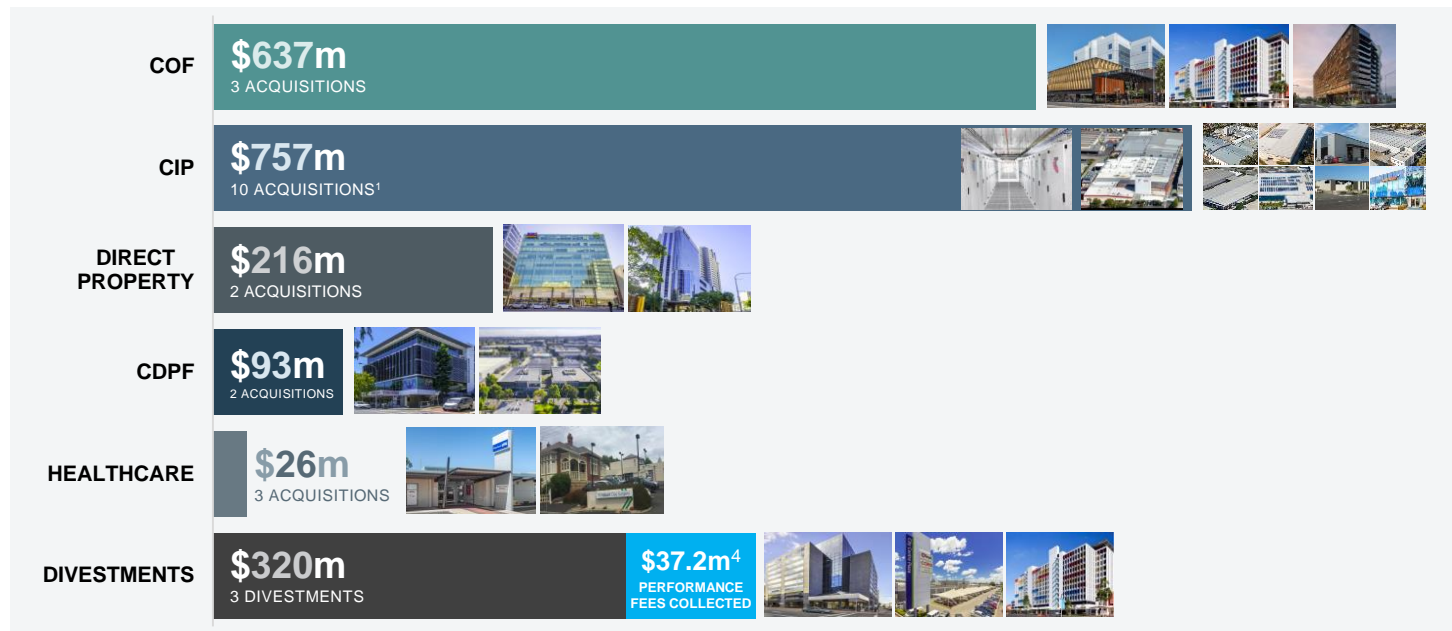 COF
$637m
3 ACQUISITIONS
CIP
$757m
10 ACQUISITIONS¹
DIRECT
PROPERTY
$216m
2 ACQUISITIONS
CDPF
$93m
2 ACQUISITIONS
HEALTHCARE
$26m
3 ACQUISITIONS
DIVESTMENTS
$320m
3 DIVESTMENTS
$37.2m⁴
PERFORMANCE
FEES COLLECTED